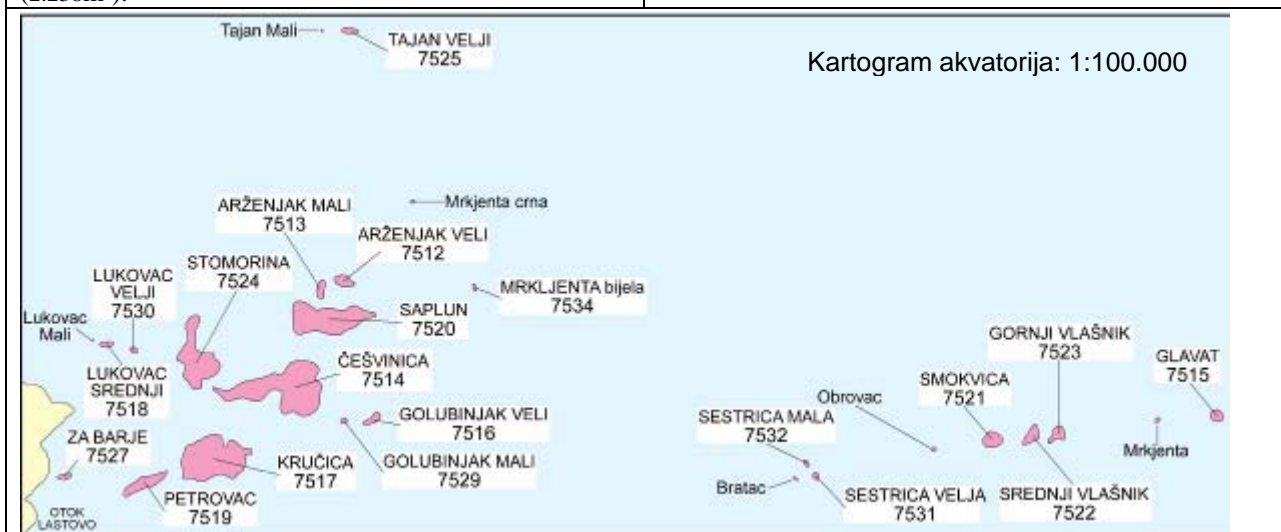 Tajan Mali
TAJAN VELJI
7525
Kartogram akvatorija: 1:100.000
Mrkjenta crna
ARŽENJAK MALI
7513
ARŽENJAK VELI
7512
STOMORINA
7524
LUKOVAC
VELJI
7530
MRKLJENTA bijela
7534
SAPLUN
7520
Lukovac
Mali
LUKOVAC
SREDNJI
7518
ČEŠVINICA
7514
GORNJI VLAŠNIK
7523
GLAVAT
7515
SMOKVICA
7521
Obrovac
GOLUBINJAK VELI
7516
SESTRICA MALA
7532
ZA BARJE
7527
Mrkjenta
KRUČICA
7517
GOLUBINJAK MALI
7529
Bratac
SESTRICA VELJA
7531
SREDNJI VLAŠNIK
7522
PETROVAC
7519
OTOK
LASTOVO